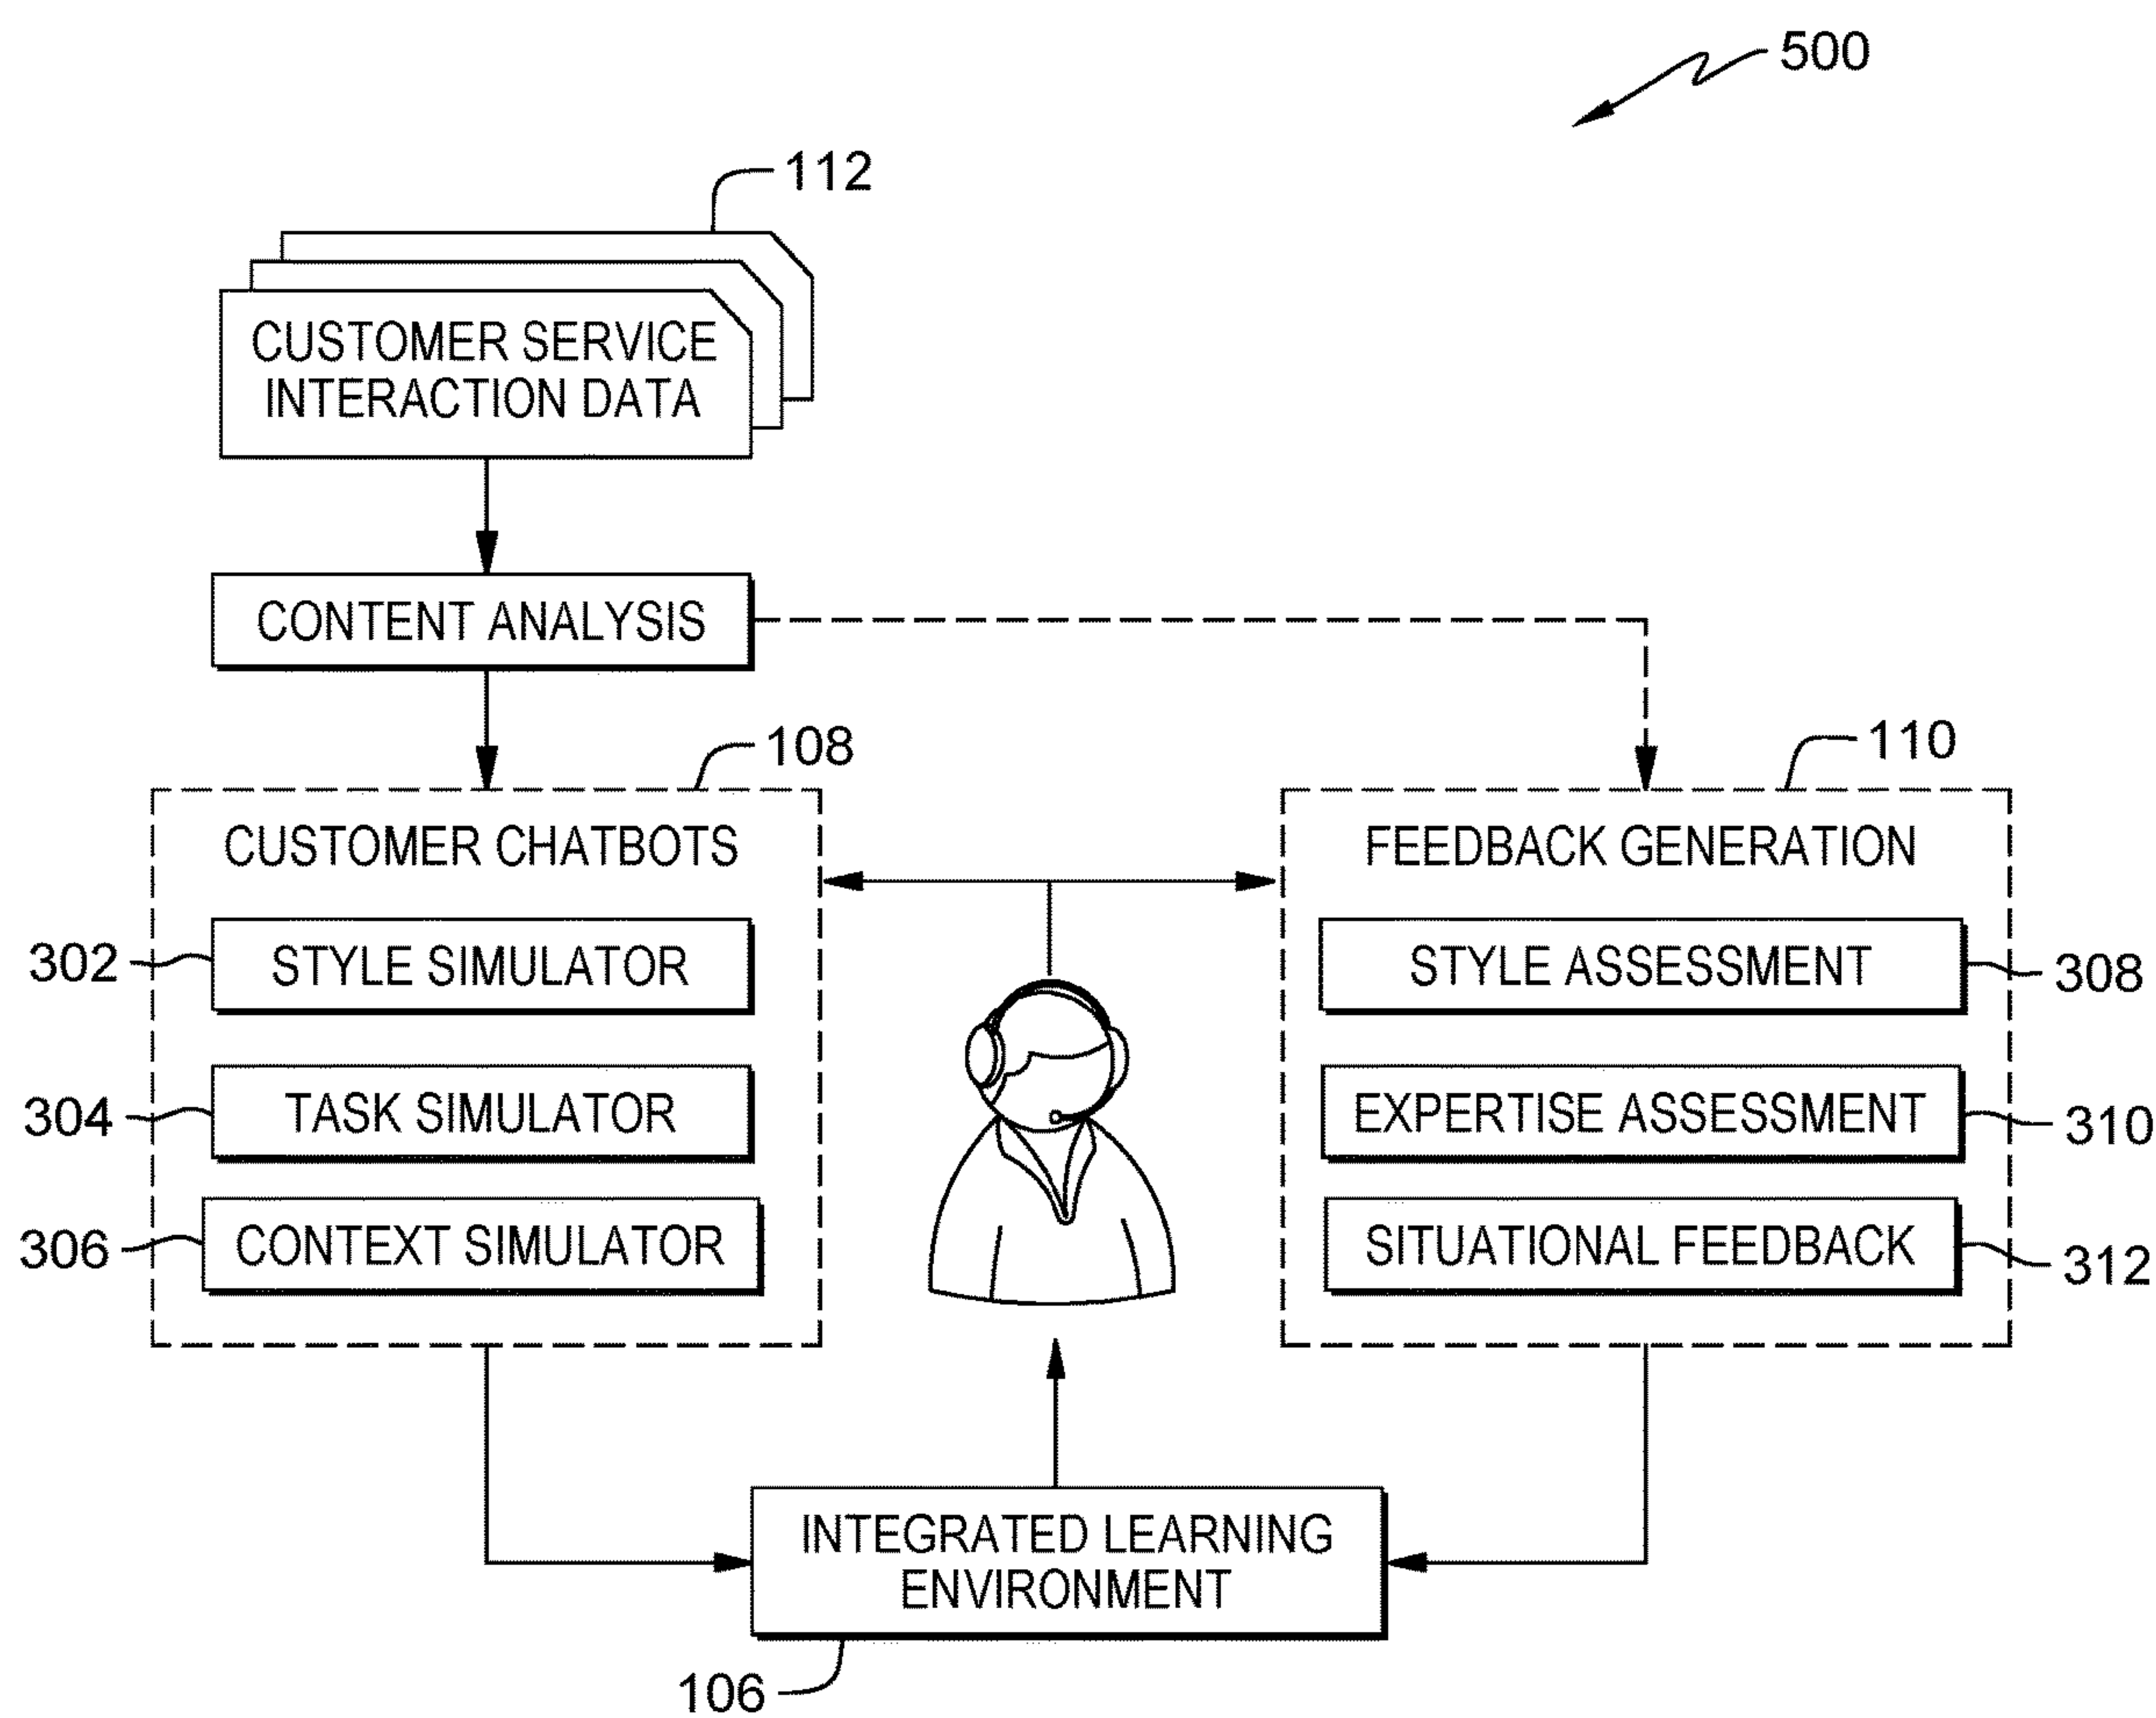 500
112
CUSTOMER SERVICE
INTERACTION DATA
CONTENT ANALYSIS
108
110
CUSTOMER CHATBOTS
FEEDBACK GENERATION
302
STYLE SIMULATOR
STYLE ASSESSMENT
308
304
TASK SIMULATOR
EXPERTISE ASSESSMENT
310
306
CONTEXT SIMULATOR
SITUATIONAL FEEDBACK
312
INTEGRATED LEARNING
ENVIRONMENT
106